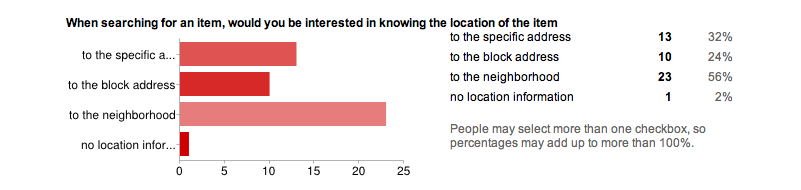 When searching for an item, would you be interested in knowing the location of the item
to the specific a...
to the block address
to the neighborhood
no location infor...
0 5 10 15 20 25
to the specific address 13 32%
to the block address 10 24%
to the neighborhood 23 56%
no location information 1 2%
People may select more than one checkbox, so
percentages may add up to more than 100%.